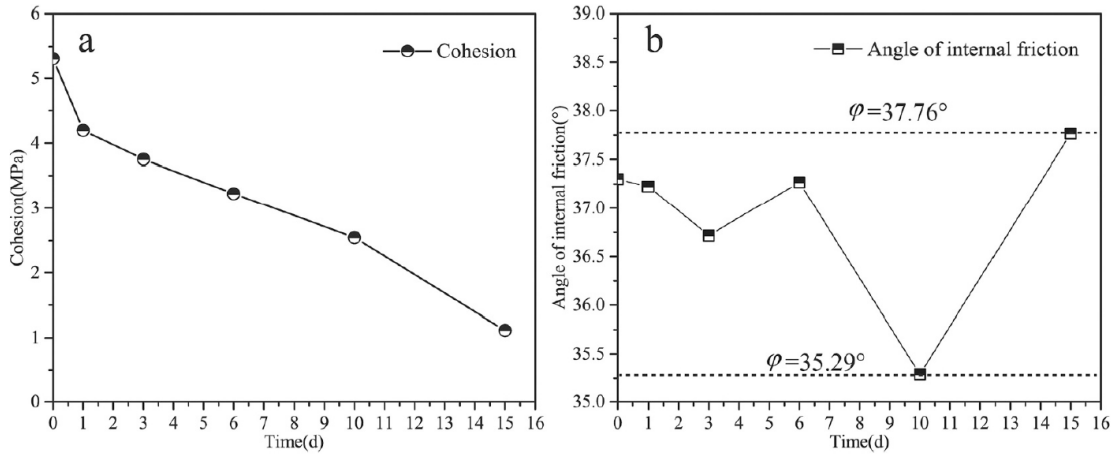 a
Cohesion
Cohesion(MPa)
6
5
4
3
2
1
0
0 1 2 3 4 5 6 7 8 9 10 11 12 13 14 15 16
Time(d)
b
Angle of internal friction
φ=37.76°
φ=35.29°
Angle of internal friction(°)
39.0
38.5
38.0
37.5
37.0
36.5
36.0
35.5
35.0
0 1 2 3 4 5 6 7 8 9 10 11 12 13 14 15 16
Time(d)